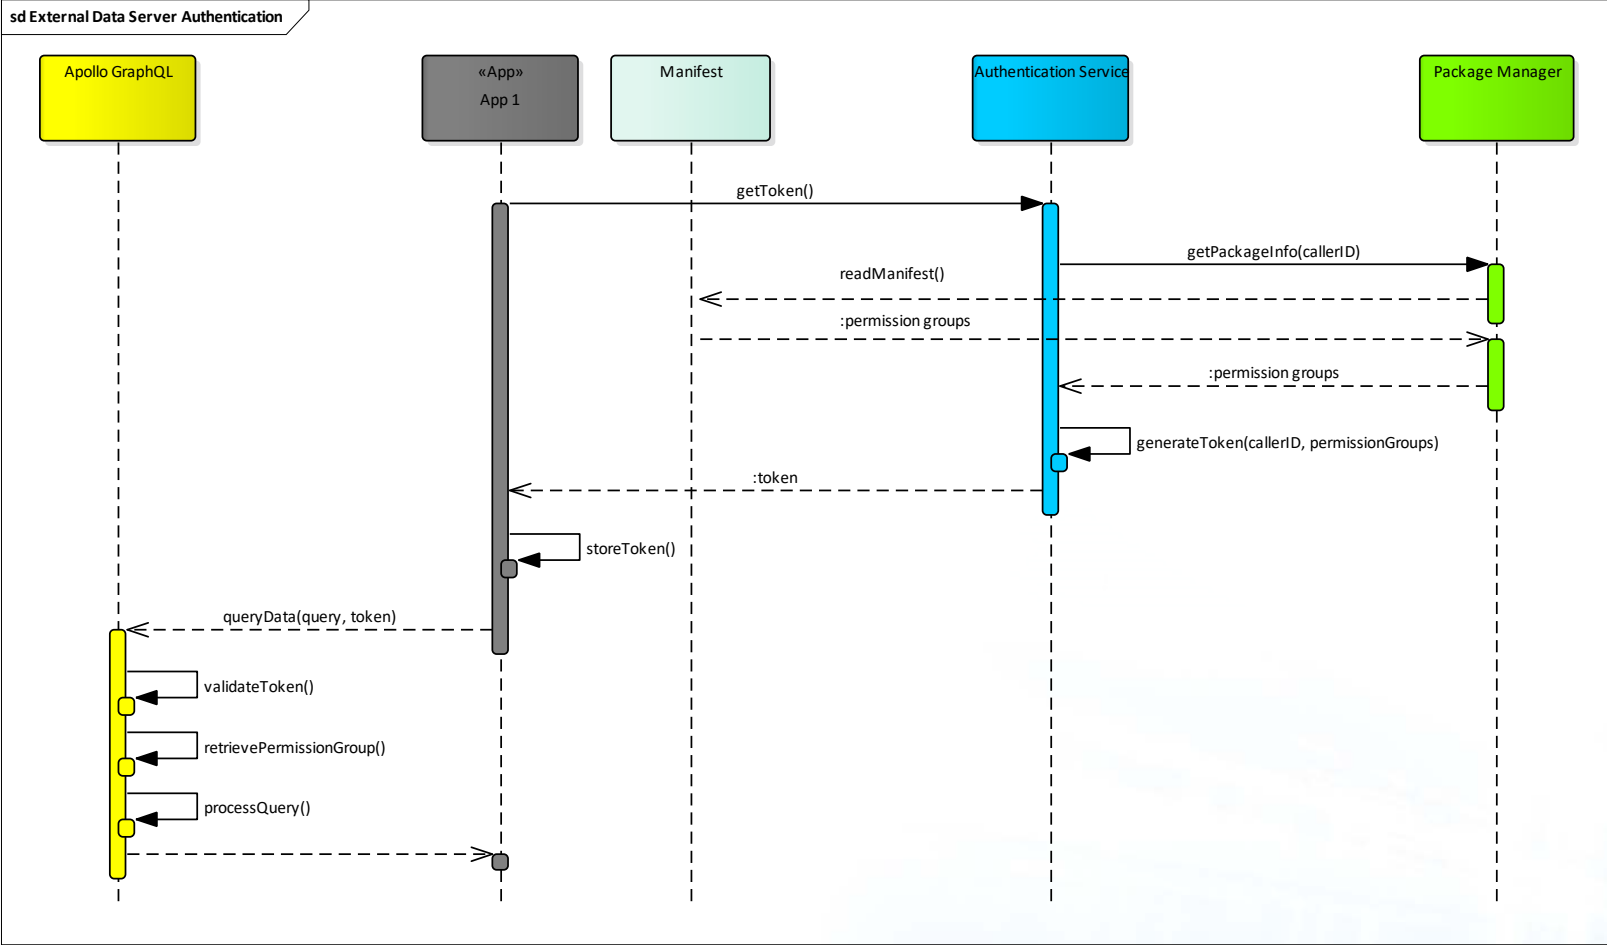 sd External Data Server Authentication
Apollo GraphQL
«App»
App 1
Manifest
Authentication Service
Package Manager
getToken()
getPackageInfo(callerID)
readManifest()
:permission groups
:permission groups
generateToken(callerID, permissionGroups)
:token
storeToken()
queryData(query, token)
validateToken()
retrievePermissionGroup()
processQuery()